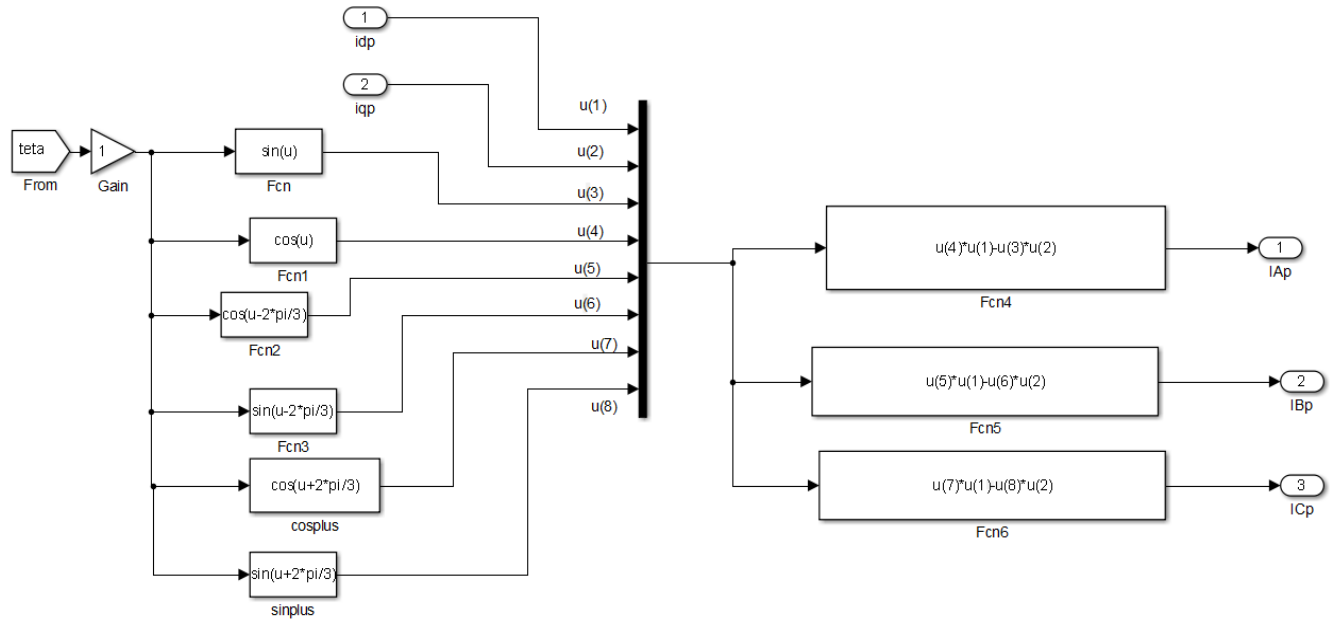 1
idp
2
iqp
u(1)
teta
From
1
Gain
sin(u)
Fcn
u(2)
u(3)
cos(u)
Fcn1
u(4)
cos(u-2*pi/3)
Fcn2
u(5)
u(6)
sin(u-2*pi/3)
Fcn3
u(7)
cos(u+2*pi/3)
cosplus
u(8)
sin(u+2*pi/3)
sinplus
u(4)*u(1)-u(3)*u(2)
Fcn4
1
IAp
u(5)*u(1)-u(6)*u(2)
Fcn5
2
IBp
u(7)*u(1)-u(8)*u(2)
Fcn6
3
ICp